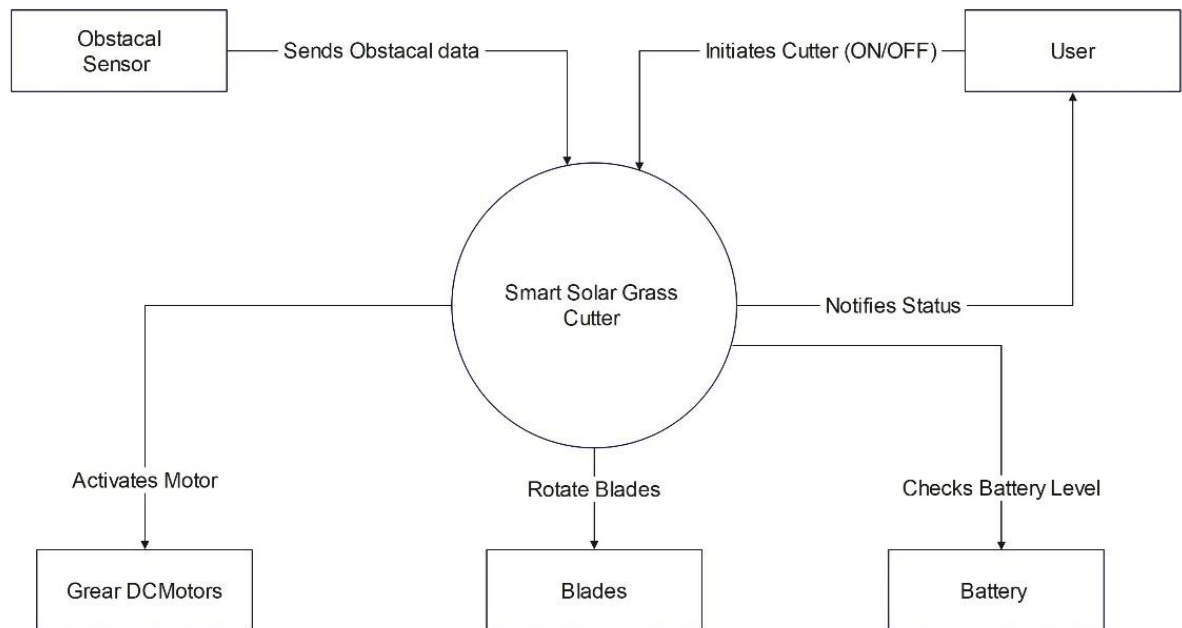 Obstacal
Sensor
Sends Obstacal data
Initiates Cutter (ON/OFF)
User
Smart Solar Grass
Cutter
Notifies Status
Activates Motor
Rotate Blades
Checks Battery Level
Grear DCMotors
Blades
Battery